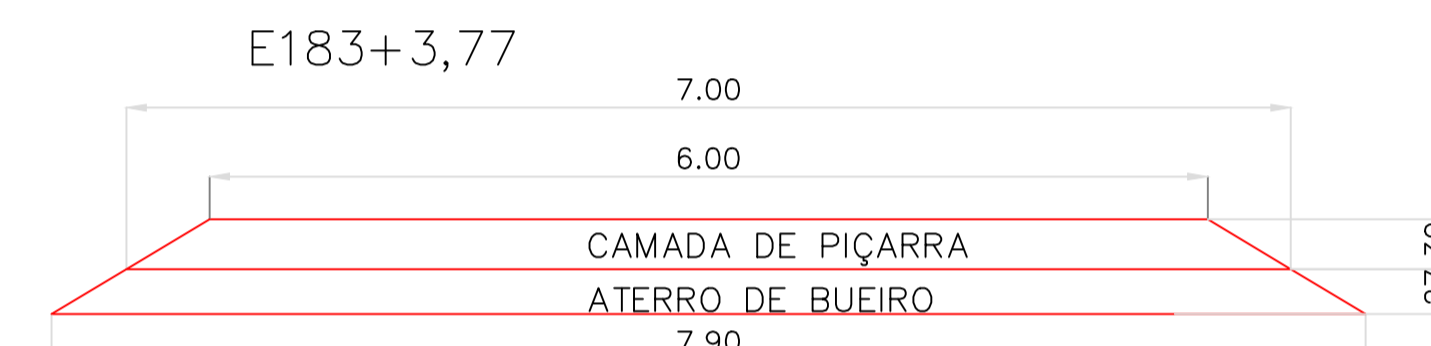 E183+3,77
7.00
6.00
CAMADA DE PIÇARRA
ATERRO DE BUEIRO
7.90